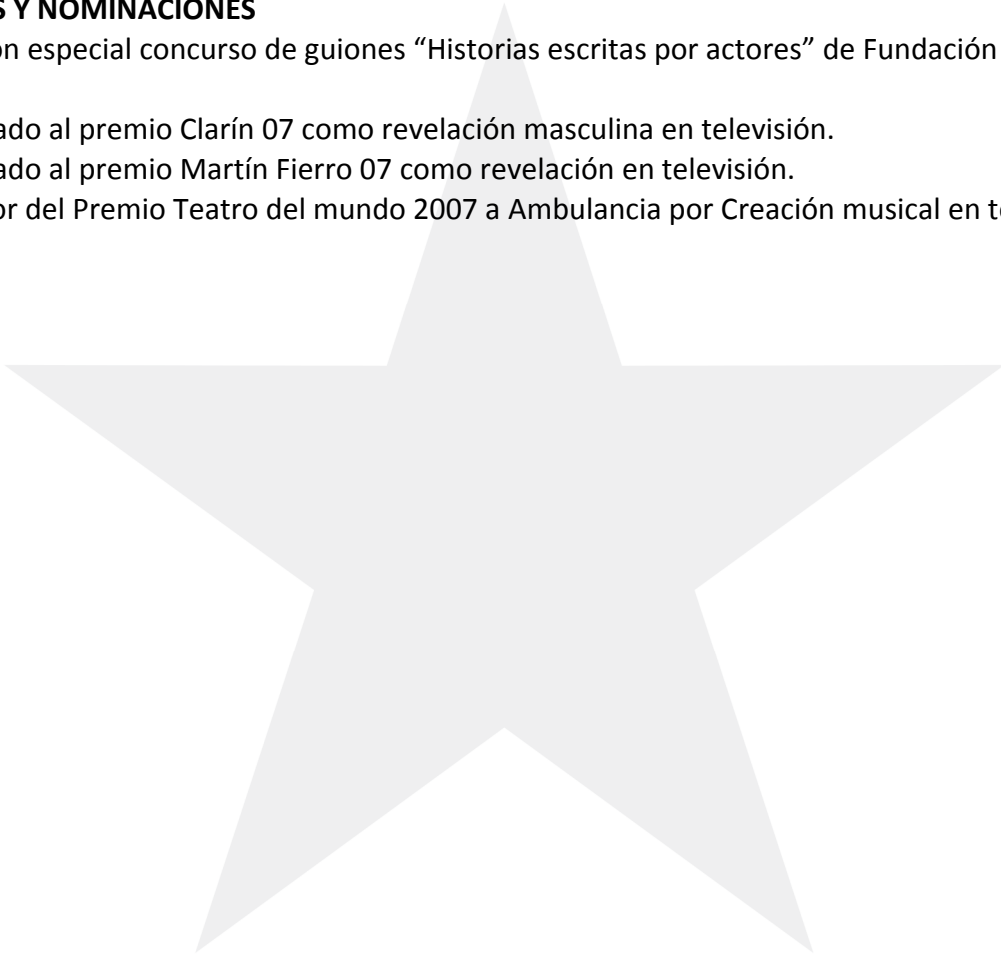 S Y NOMINACIONES
ón especial concurso de guiones “Historias escritas por actores” de Fundación
ado al premio Clarín 07 como revelación masculina en televisión.
ado al premio Martín Fierro 07 como revelación en televisión.
or del Premio Teatro del mundo 2007 a Ambulancia por Creación musical en